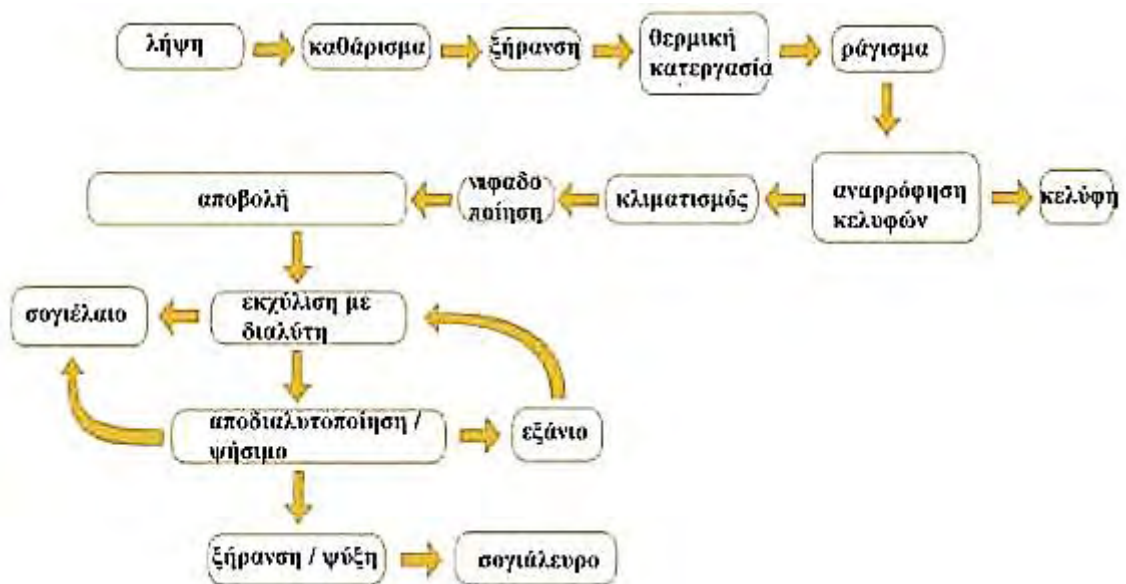 λήψη
καθάρισμα
ξήρανση
θερμική
κατεργασία
ράγισμα
αναρρόφηση
κελυφών
κελύφη
κλιματισμός
νιφαδο
ποίηση
αποβολή
εκχύλιση με
διαλύτη
σογιέλαιο
αποδιαλυτοποίηση /
ψήσιμο
εξάνιο
ξήρανση / ψύξη
σογιάλευρο